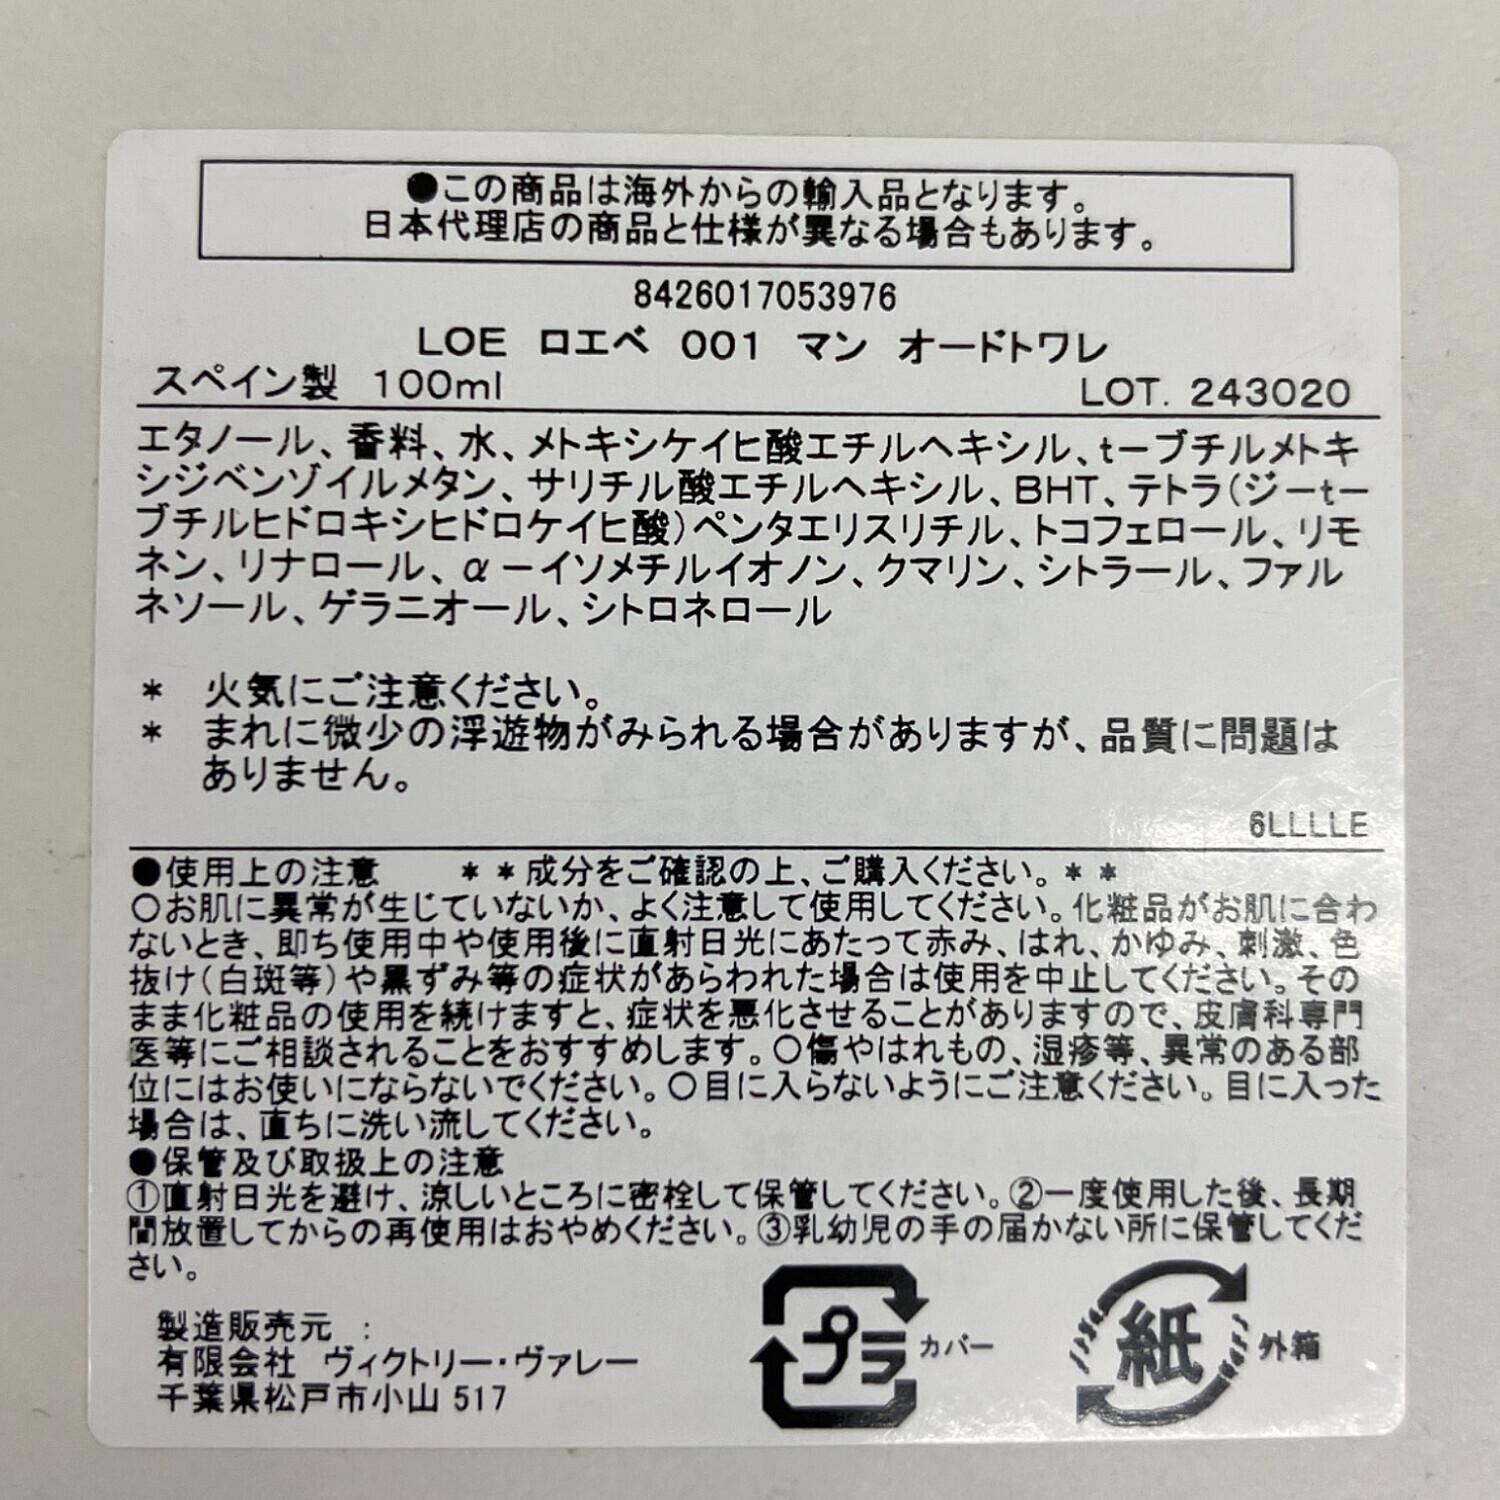 ●この商品は海外からの輸入品となります。
日本代理店の商品と仕様が異なる場合もあります。
8426017053976
LOE ロエベ 001 マン オードトワレ
スペイン製 100ml LOT. 243020
エタノール、香料、水、メトキシケイヒ酸エチルヘキシル、tーブチルメトキ
シジベンゾイルメタン、サリチル酸エチルヘキシル、BHT、テトラ(ジーtー
ブチルヒドロキシヒドロケイヒ酸)ペンタエリスリチル、トコフェロール、リモ
ネン、リナロール、αーイソメチルイオノン、クマリン、シトラール、ファル
ネソール、ゲラニオール、シトロネロール
* 火気にご注意ください。
* まれに微少の浮遊物がみられる場合がありますが、品質に問題は
ありません。
6LLLLE
●使用上の注意 **成分をご確認の上、ご購入ください。**
○お肌に異常が生じていないか、よく注意して使用してください。化粧品がお肌に合わ
ないとき、即ち使用中や使用後に直射日光にあたって赤み、はれ、かゆみ、刺激、色
抜け(白斑等)や黒ずみ等の症状があらわれた場合は使用を中止してください。その
まま化粧品の使用を続けますと、症状を悪化させることがありますので、皮膚科専門
医等にご相談されることをおすすめします。○傷やはれもの、湿疹等、異常のある部
位にはお使いにならないでください。○目に入らないようにご注意ください。目に入った
場合は、直ちに洗い流してください。
●保管及び取扱上の注意
①直射日光を避け、涼しいところに密栓して保管してください。②一度使用した後、長期
間放置してからの再使用はおやめください。③乳幼児の手の届かない所に保管してくだ
さい。
製造販売元 :
有限会社 ヴィクトリー・ヴァレー
千葉県松戸市小山 517
プラ カバー
紙 外箱